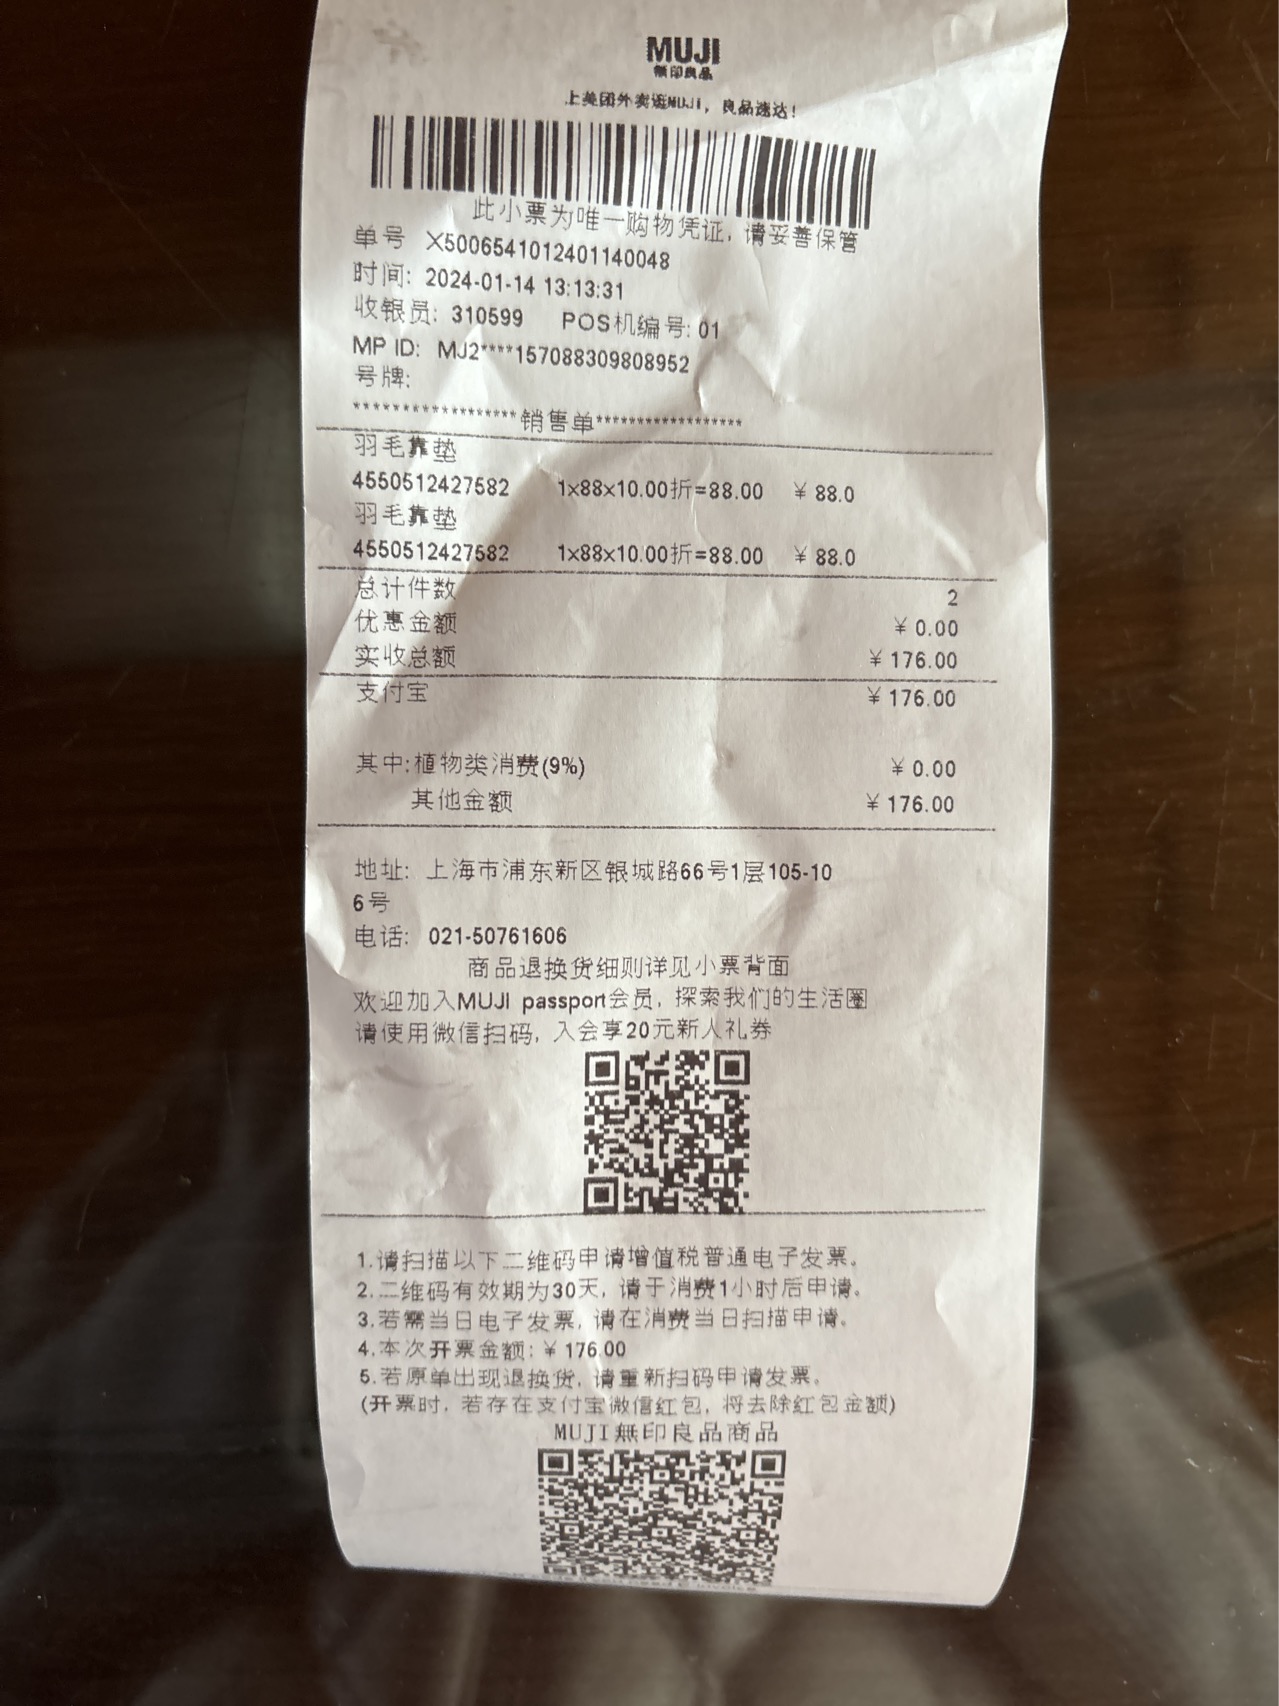 MUJI
無印良品
上美团外卖逛MUJI，良品速达！
此小票为唯一购物凭证, 请妥善保管
单号 X5006541012401140048
时间: 2024-01-14 13:13:31
收银员: 310599 POS机编号: 01
MP ID: MJ2****157088309808952
号牌:
******************销售单****************
羽毛靠垫
4550512427582 1x88x10.00折=88.00 ￥88.0
羽毛靠垫
4550512427582 1x88x10.00折=88.00 ￥88.0
总计件数 2
优惠金额 ￥0.00
实收总额 ￥176.00
支付宝 ￥176.00
其中:植物类消费(9%) ￥0.00
其他金额 ￥176.00
地址: 上海市浦东新区银城路66号1层105-10
6号
电话: 021-50761606
商品退换货细则详见小票背面
欢迎加入MUJI passport会员, 探索我们的生活圈
请使用微信扫码, 入会享20元新人礼券
1.请扫描以下二维码申请增值税普通电子发票。
2.二维码有效期为30天, 请于消费1小时后申请。
3.若需当日电子发票, 请在消费当日扫描申请。
4.本次开票金额: ￥176.00
5.若原单出现退换货, 请重新扫码申请发票。
(开票时, 若存在支付宝微信红包, 将去除红包金额)
MUJI無印良品商品